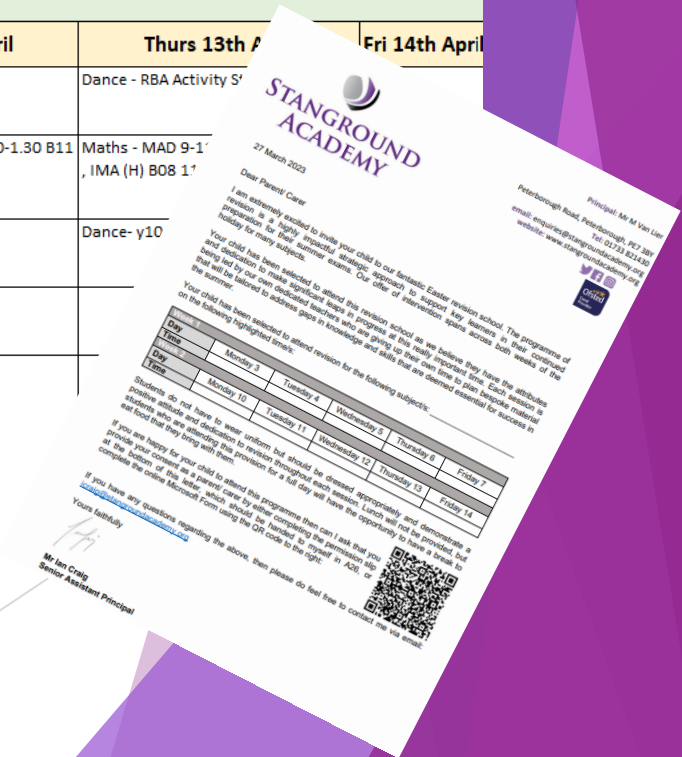 ril
Thurs 13th A
Fri 14th April
Dance - RBA Activity St
0-1.30 B11
Maths - MAD 9-1
, IMA (H) B08 11
Dance- y10
STANGROUND
ACADEMY
Principal: Mr M Van Lier
Peterborough Road, Peterborough, PE7 3BY
Tel: 01733 821430
email: enquiries@stangroundacademy.org
website: www.stangroundacademy.org
Ofsted
27 March 2023
Dear Parent/ Carer
I am extremely excited to invite your child to our fantastic Easter revision school. The programme of
revision is a highly impactful strategic approach to support key learners in their continued
preparation for their summer exams. Our offer of intervention spans across both weeks of the
holiday for many subjects.
Your child has been selected to attend this revision school as we believe they have the attributes
and dedication to make significant leaps in progress at this really important time. Each session is
being led by our own dedicated teachers who are giving up their own time to plan bespoke material
that will be tailored to address gaps in knowledge and skills that are deemed essential for success in
the summer.
Your child has been selected to attend revision for the following subject/s:
on the following highlighted time/s:
Week 1
Day Monday 3 Tuesday 4 Wednesday 5 Thursday 6 Friday 7
Time
Week 2
Day Monday 10 Tuesday 11 Wednesday 12 Thursday 13 Friday 14
Time
Students do not have to wear uniform but should be dressed appropriately and demonstrate a
positive attitude and dedication to revision throughout each session. Lunch will not be provided, but
students who are attending this provision for a full day will have the opportunity to have a break to
eat food that they bring with them.
If you are happy for your child to attend this programme then can I ask that you
provide your consent as a parent/ carer by either completing the permission slip
at the bottom of this letter, which should be handed to myself in A26, or
complete the online Microsoft Form using the QR code to the right:
If you have any questions regarding the above, then please do feel free to contact me via email:
icraig@stangroundacademy.org
Yours faithfully
Mr Ian Craig
Senior Assistant Principal